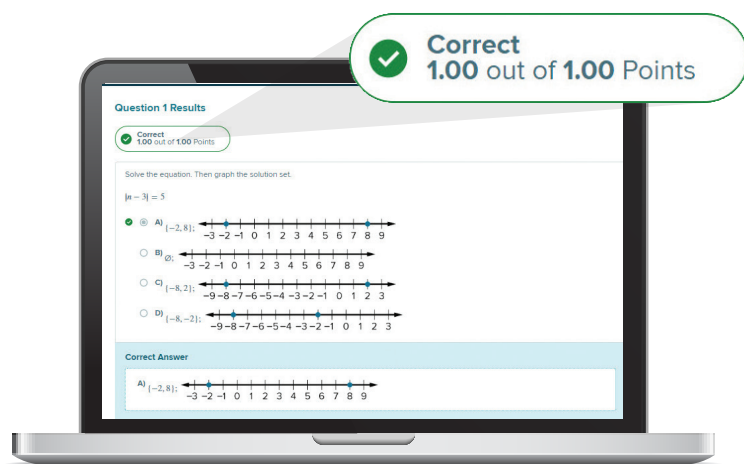 Correct
1.00 out of 1.00 Points
Question 1 Results
Correct
1.00 out of 1.00 Points
Solve the equation. Then graph the solution set.
|n − 3| = 5
A) {−2, 8}; −3 −2 −1 0 1 2 3 4 5 6 7 8 9
B) Ø; −3 −2 −1 0 1 2 3 4 5 6 7 8 9
C) {−8, 2}; −9 −8 −7 −6 −5 −4 −3 −2 −1 0 1 2 3
D) {−8, −2}; −9 −8 −7 −6 −5 −4 −3 −2 −1 0 1 2 3
Correct Answer
A) {−2, 8}; −3 −2 −1 0 1 2 3 4 5 6 7 8 9